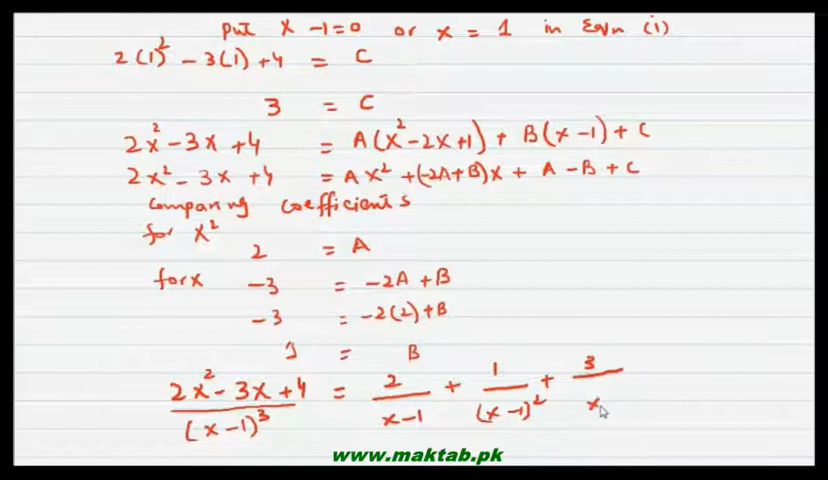 Put x -1=0 or x = 1 in Eqn (i)
2(1)² - 3(1) +4 = C
3 = C
2x² -3x +4 = A(x² -2x+1) + B(x-1) + C
2x² - 3x +4 = Ax² +(-2A+B)x + A -B + C
Comparing coefficients
for x²
2 = A
for x -3 = -2A +B
-3 = -2(2)+B
1 = B
(2x² - 3x +4)/(x -1)³ = 2/(x-1) + 1/(x-1)² + 3/x
www.maktab.pk